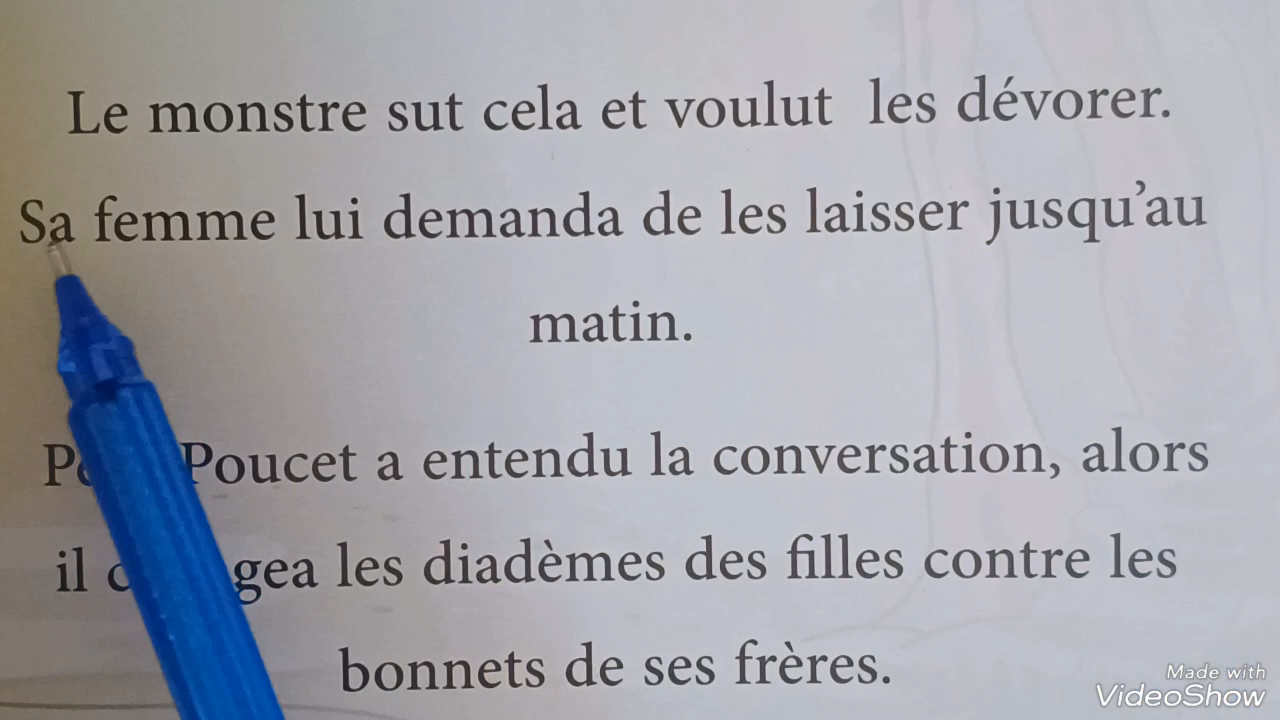 Le monstre sut cela et voulut les dévorer.
Sa femme lui demanda de les laisser jusqu'au
matin.
Poucet a entendu la conversation, alors
il les diadèmes des filles contre les
bonnets de ses frères.
Made with
VideoShow